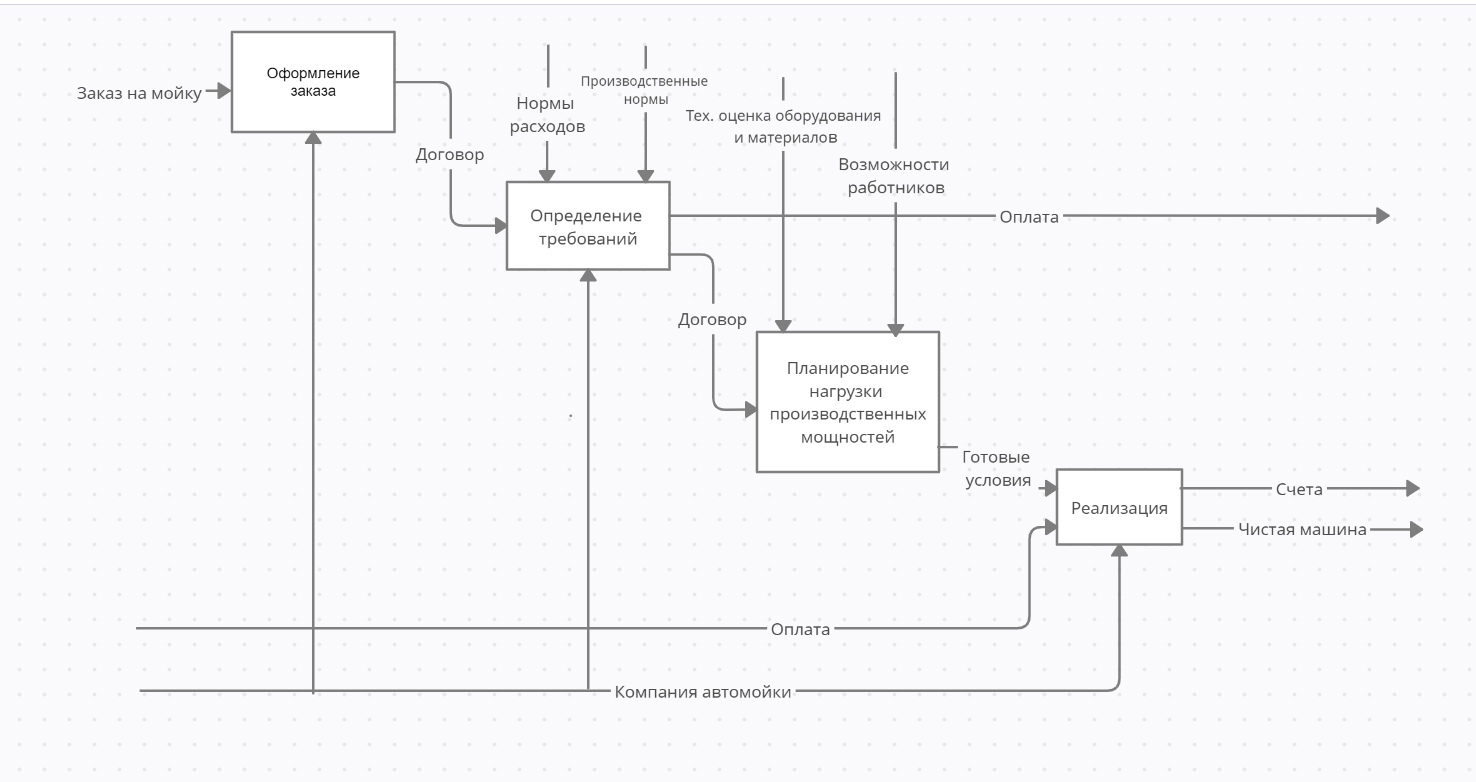 Оформление
заказа
Заказ на мойку
Договор
Нормы
расходов
Производственные
нормы
Тех. оценка оборудования
и материалов
Возможности
работников
Определение
требований
Оплата
Договор
Планирование
нагрузки
производственных
мощностей
Готовые
условия
Реализация
Счета
Чистая машина
Оплата
Компания автомойки